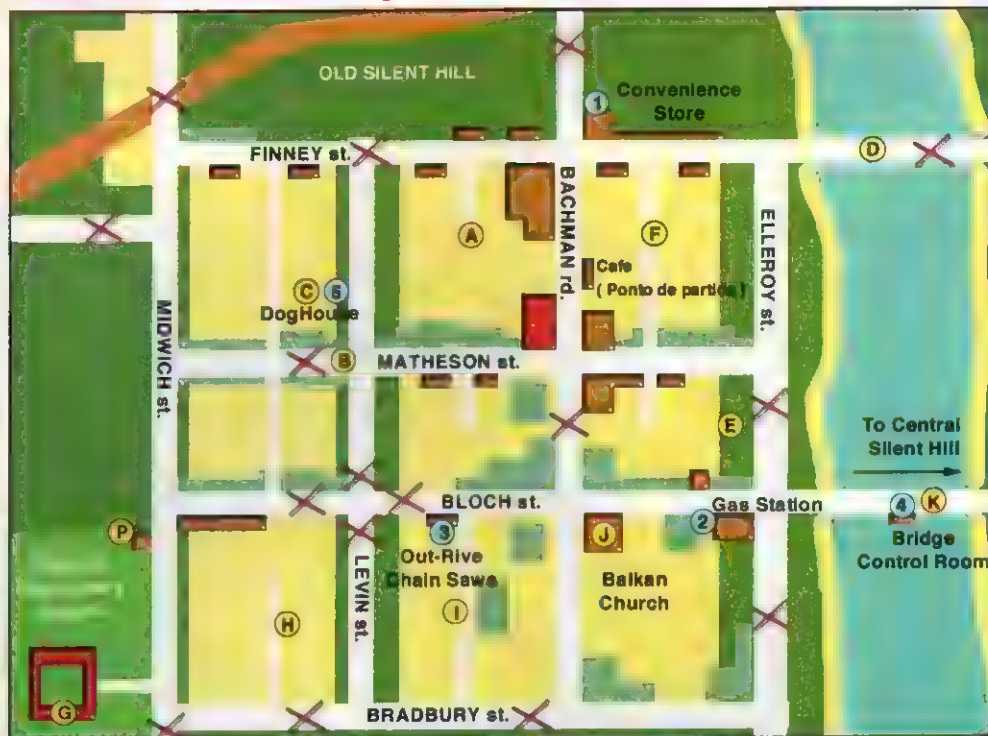 OLD SILENT HILL
1
Convenience
Store
FINNEY st.
D
BACHMAN rd.
A
F
ELLEROY st.
Cafe
( Ponto de partida )
C
5
DogHouse
MIDWICH st.
B
MATHESON st.
E
To Central
Silent Hill
BLOCH st.
Gas Station
4
K
P
3
J
2
Bridge
Control Room
Out-Rive
Chain Saws
LEVIN st.
Balkan
Church
H
I
G
BRADBURY st.